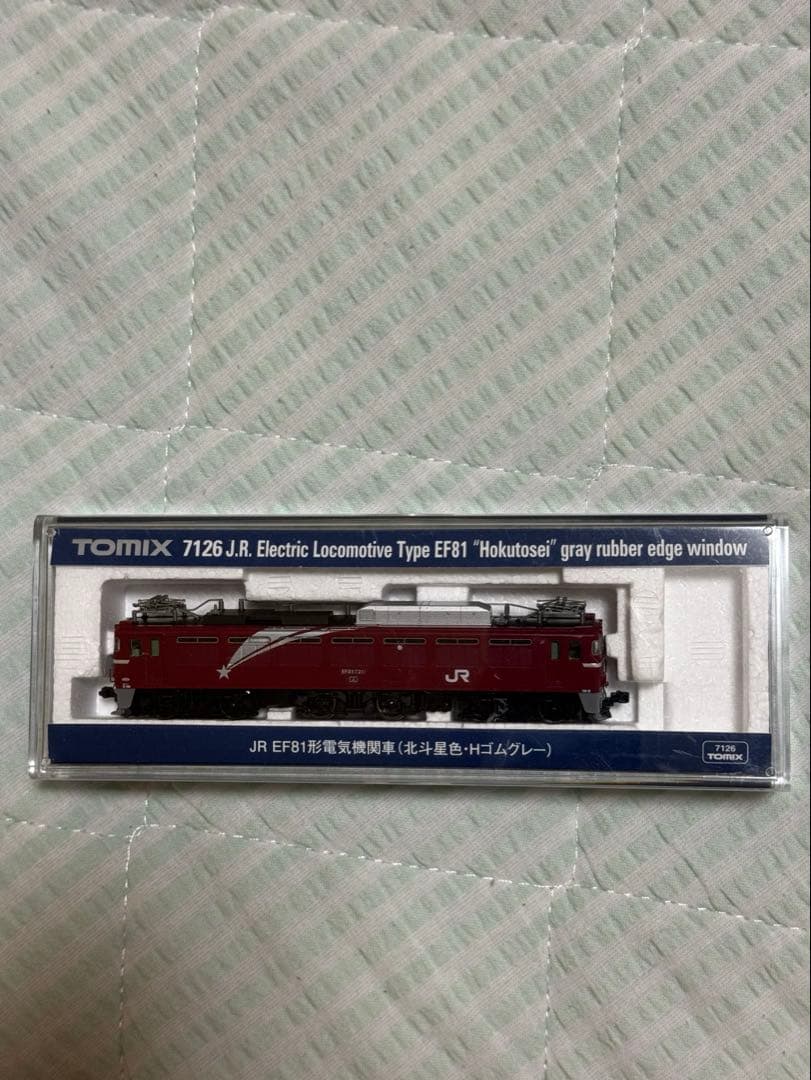 TOMIX 7126 J.R. Electric Locomotive Type EF81 "Hokutosei" gray rubber edge window
JR
JR EF81形電気機関車(北斗星色・Hゴムグレー)
7126
TOMIX